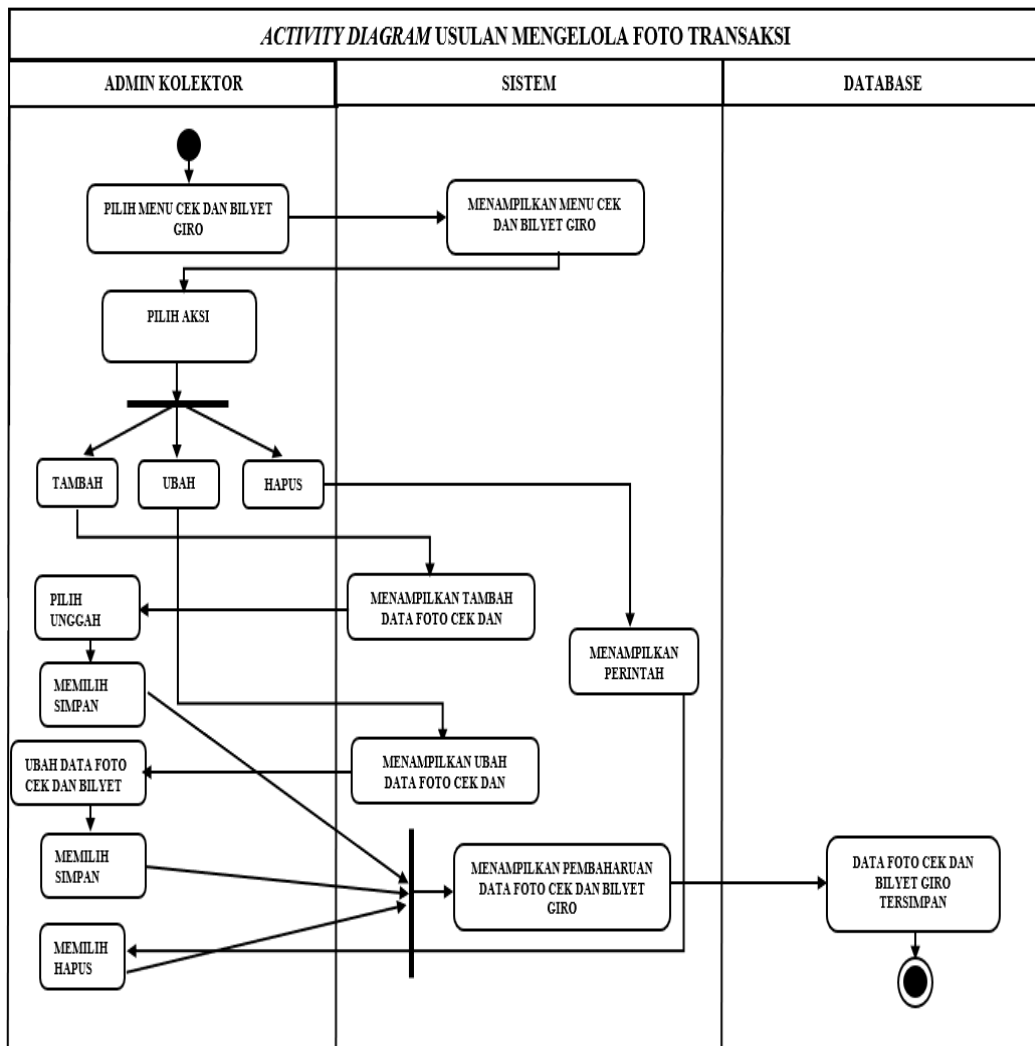 ACTIVITY DIAGRAM USULAN MENGELOLA FOTO TRANSAKSI
ADMIN KOLEKTOR
SISTEM
DATABASE
PILIH MENU CEK DAN BILYET
GIRO
MENAMPILKAN MENU CEK
DAN BILYET GIRO
PILIH AKSI
TAMBAH
UBAH
HAPUS
PILIH
UNGGAH
MENAMPILKAN TAMBAH
DATA FOTO CEK DAN
MENAMPILKAN
PERINTAH
MEMILIH
SIMPAN
UBAH DATA FOTO
CEK DAN BILYET
MENAMPILKAN UBAH
DATA FOTO CEK DAN
MEMILIH
SIMPAN
MENAMPILKAN PEMBAHARUAN
DATA FOTO CEK DAN BILYET
GIRO
DATA FOTO CEK DAN
BILYET GIRO
TERSIMPAN
MEMILIH
HAPUS